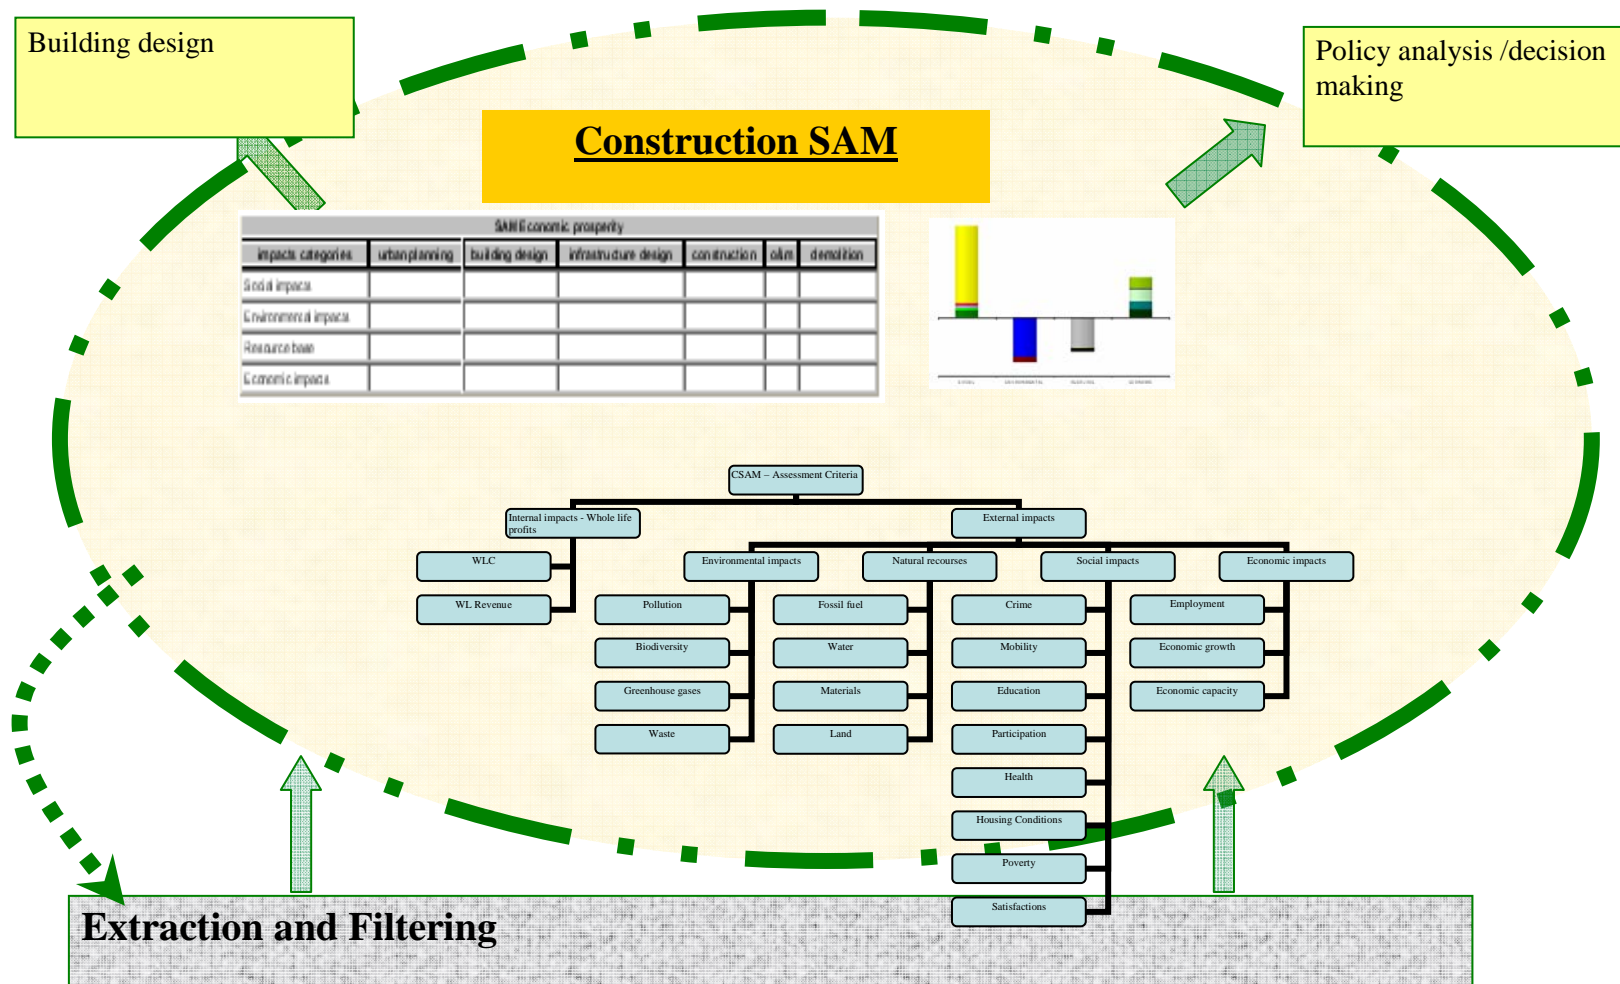 Building design
Policy analysis /decision
making
Construction SAM
SAM Economic prosperity
impacts categories urban planning building design infrastructure design construction o&m demolition
Social impacts
Environmental impacts
Resource base
Economic impacts
CSAM – Assessment Criteria
Internal impacts - Whole life
profits
External impacts
WLC
Environmental impacts
Natural recourses
Social impacts
Economic impacts
WL Revenue
Pollution
Fossil fuel
Crime
Employment
Biodiversity
Water
Mobility
Economic growth
Greenhouse gases
Materials
Education
Economic capacity
Waste
Land
Participation
Health
Housing Conditions
Poverty
Satisfactions
Extraction and Filtering